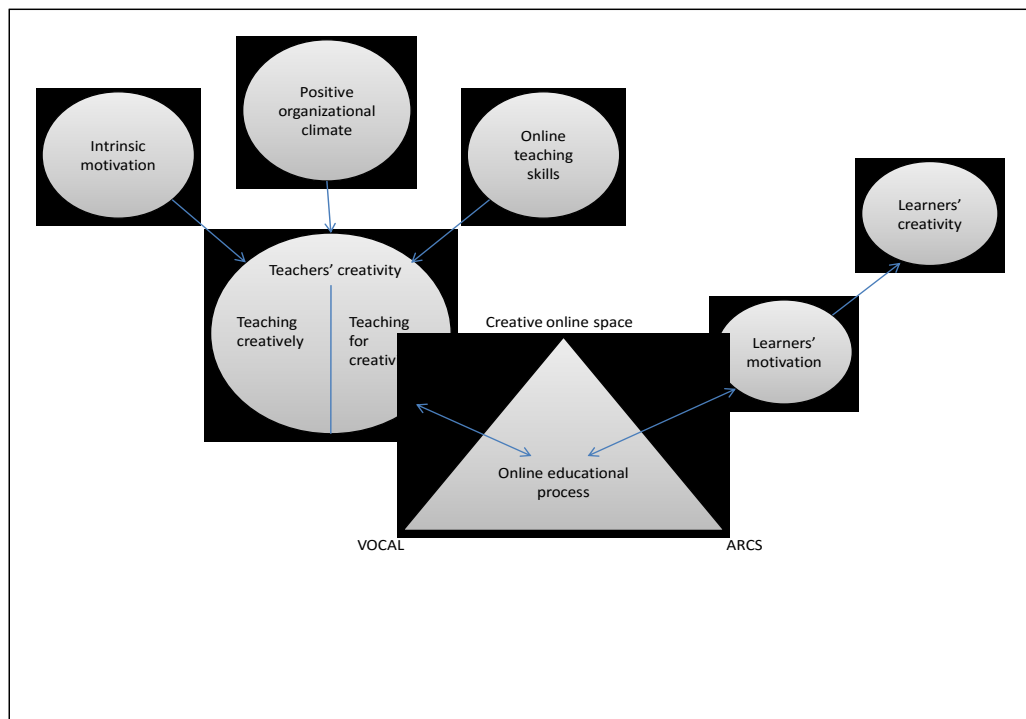 Positive
organizational
climate
Intrinsic
motivation
Online
teaching
skills
Learners’
creativity
Teachers’ creativity
Teaching
creatively
Teaching
for
creativ
Creative online space
Learners’
motivation
Online educational
process
VOCAL
ARCS